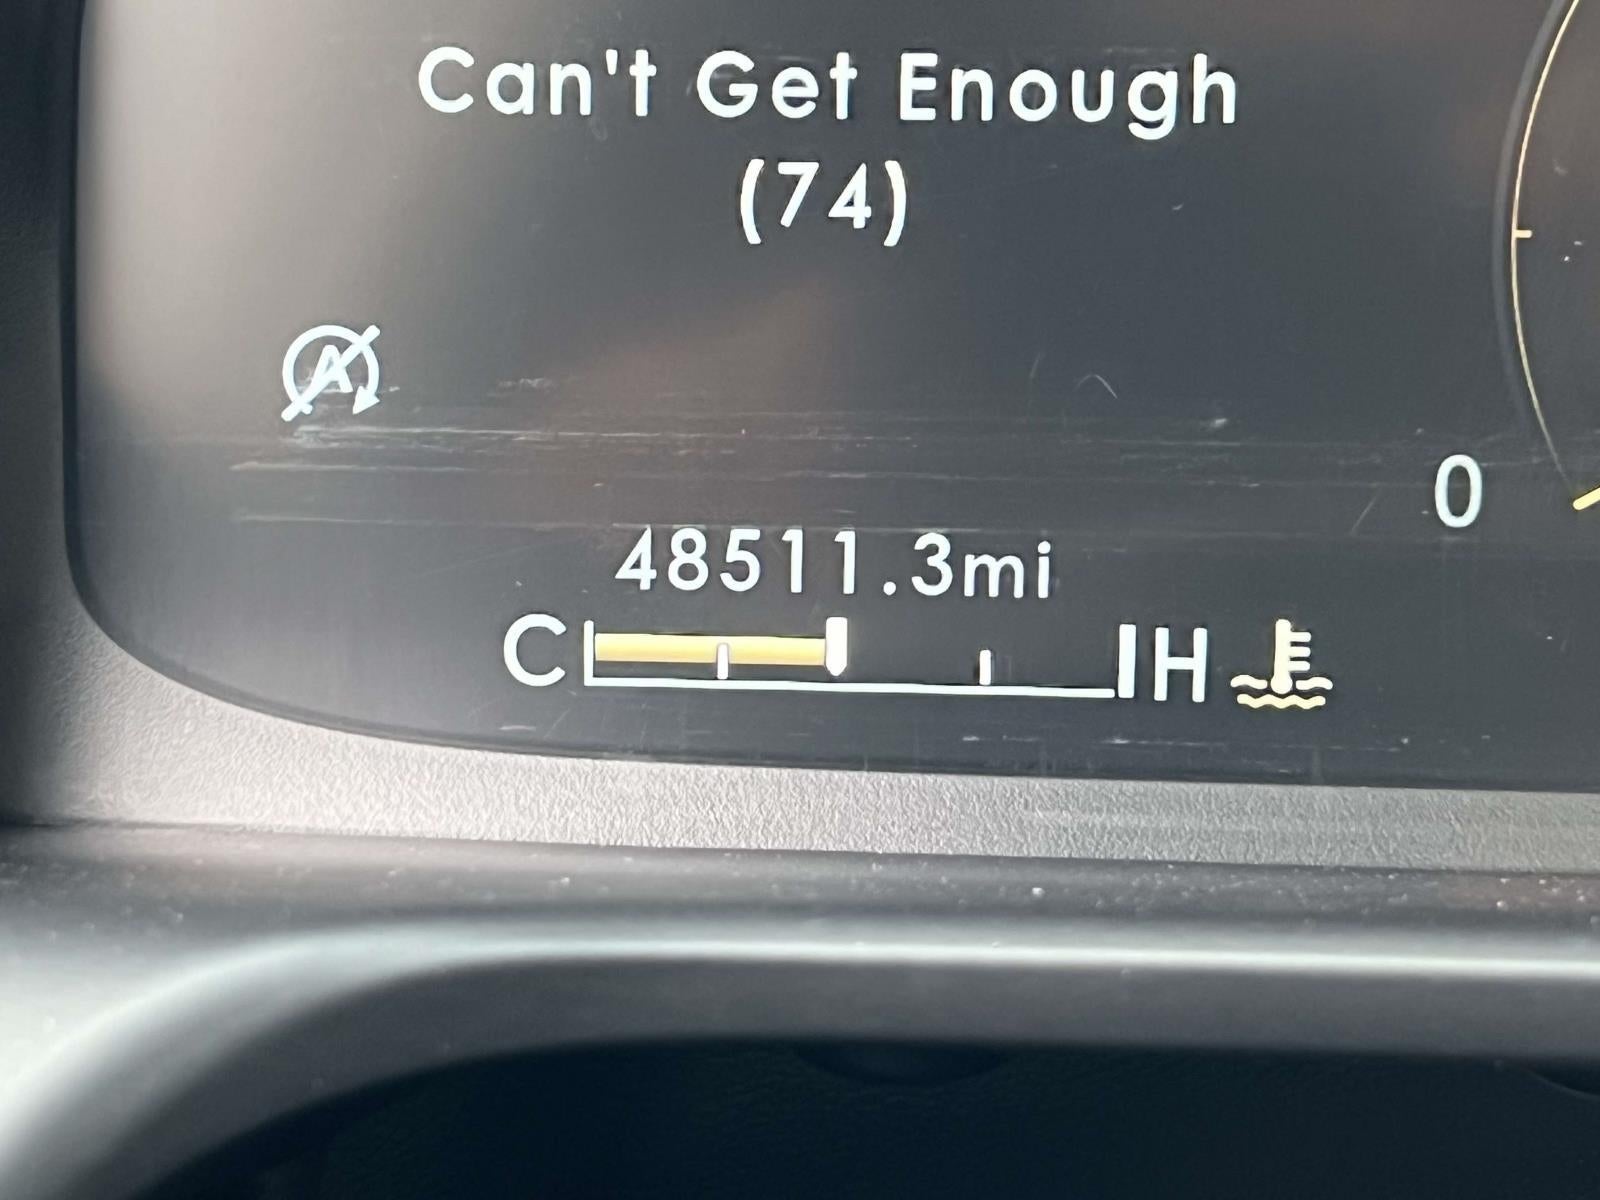 Can't Get Enough
(74)
A
0
48511.3mi
C H